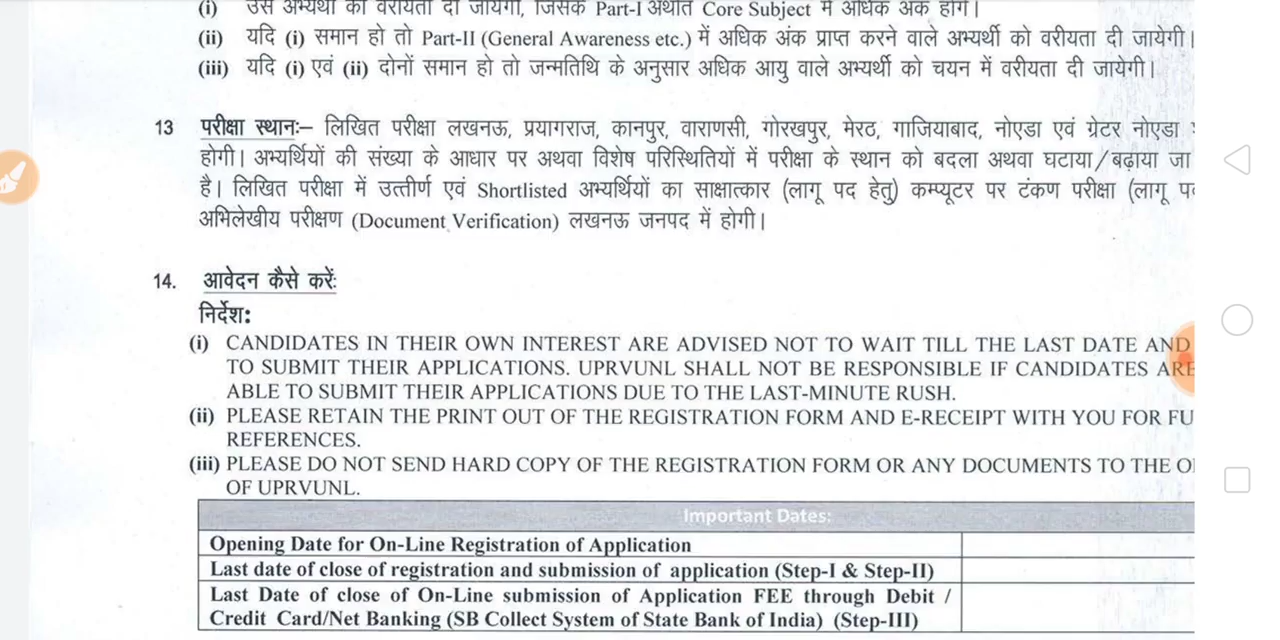 (i) उस अभ्यर्थी को वरीयता दी जायेगी, जिसके Part-I अर्थात Core Subject में अधिक अंक होंगे।
(ii) यदि (i) समान हो तो Part-II (General Awareness etc.) में अधिक अंक प्राप्त करने वाले अभ्यर्थी को वरीयता दी जायेगी।
(iii) यदि (i) एवं (ii) दोनों समान हो तो जन्मतिथि के अनुसार अधिक आयु वाले अभ्यर्थी को चयन में वरीयता दी जायेगी।
13 परीक्षा स्थानः– लिखित परीक्षा लखनऊ, प्रयागराज, कानपुर, वाराणसी, गोरखपुर, मेरठ, गाजियाबाद, नोएडा एवं ग्रेटर नोएडा
होगी। अभ्यर्थियों की संख्या के आधार पर अथवा विशेष परिस्थितियों में परीक्षा के स्थान को बदला अथवा घटाया/बढ़ाया जा
है। लिखित परीक्षा में उत्तीर्ण एवं Shortlisted अभ्यर्थियों का साक्षात्कार (लागू पद हेतु) कम्प्यूटर पर टंकण परीक्षा (लागू
अभिलेखीय परीक्षण (Document Verification) लखनऊ जनपद में होगी।
14. आवेदन कैसे करेंः
निर्देशः
(i) CANDIDATES IN THEIR OWN INTEREST ARE ADVISED NOT TO WAIT TILL THE LAST DATE AND
TO SUBMIT THEIR APPLICATIONS. UPRVUNL SHALL NOT BE RESPONSIBLE IF CANDIDATES ARE
ABLE TO SUBMIT THEIR APPLICATIONS DUE TO THE LAST-MINUTE RUSH.
(ii) PLEASE RETAIN THE PRINT OUT OF THE REGISTRATION FORM AND E-RECEIPT WITH YOU FOR FU
REFERENCES.
(iii) PLEASE DO NOT SEND HARD COPY OF THE REGISTRATION FORM OR ANY DOCUMENTS TO THE
OF UPRVUNL.
Important Dates:
Opening Date for On-Line Registration of Application
Last date of close of registration and submission of application (Step-I & Step-II)
Last Date of close of On-Line submission of Application FEE through Debit /
Credit Card/Net Banking (SB Collect System of State Bank of India) (Step-III)